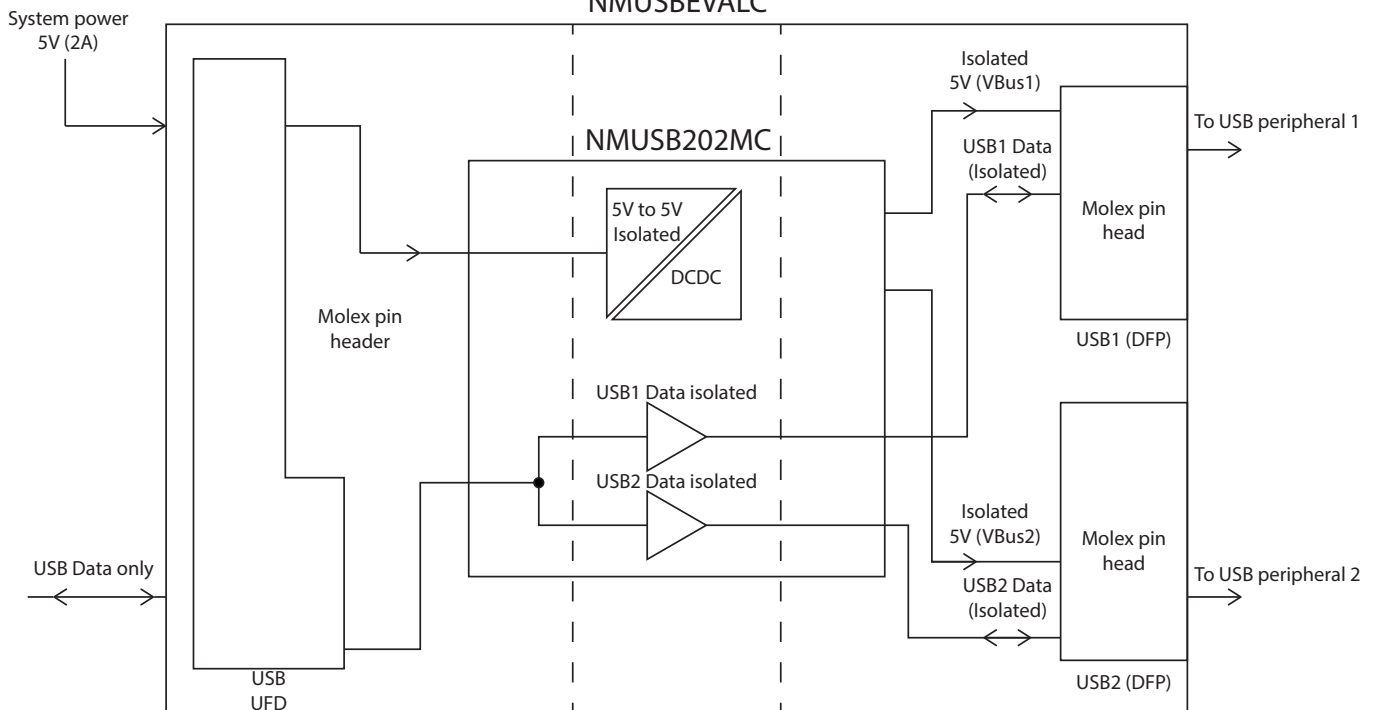 NMUSBEVALC
System power
5V (2A)
Isolated
5V (VBus1)
To USB peripheral 1
NMUSB202MC
USB1 Data
(Isolated)
5V to 5V
Isolated
DCDC
Molex pin
head
Molex pin
header
USB1 (DFP)
USB1 Data isolated
USB2 Data isolated
Isolated
5V (VBus2)
Molex pin
head
USB Data only
To USB peripheral 2
USB2 Data
(Isolated)
USB
UFD
USB2 (DFP)